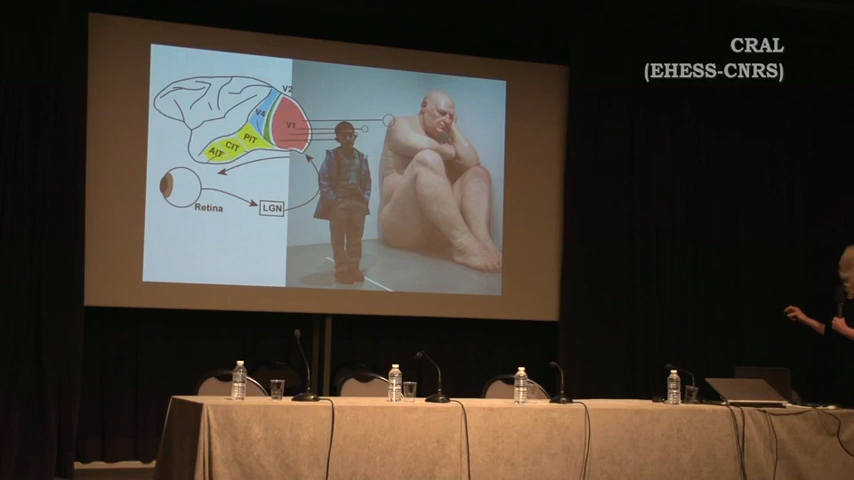 CRAL
(EHESS-CNRS)
V2
V4
V1
PIT
CIT
AIT
Retina
LGN